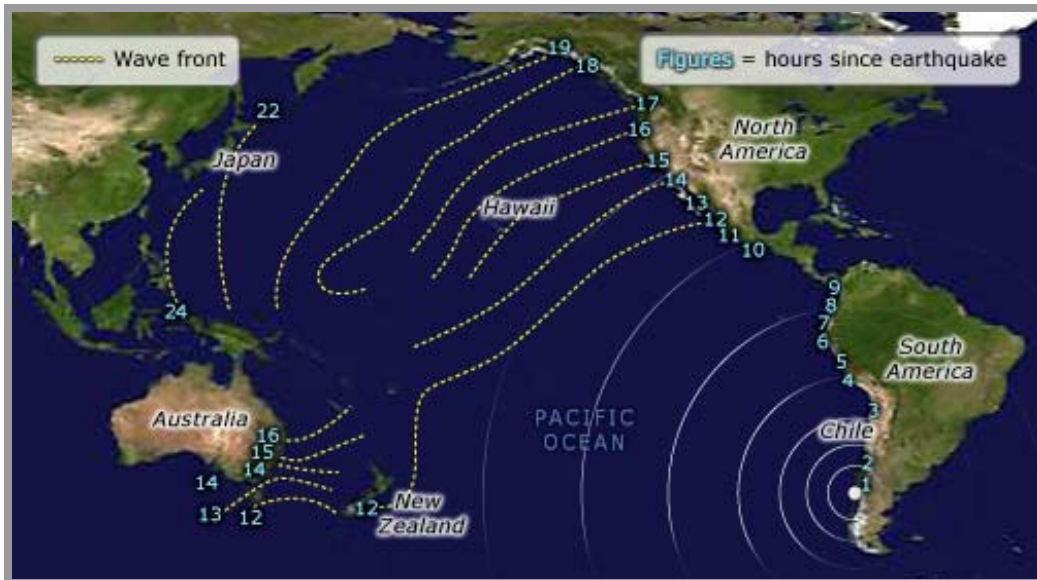 Wave front
Figures = hours since earthquake
19
18
22
17
16
North
America
Japan
15
14
Hawaii
13
12
11
10
9
8
24
7
6
South
America
5
4
3
Australia
PACIFIC
OCEAN
Chile
16
15
14
14
2
1
13
12
12
New
Zealand